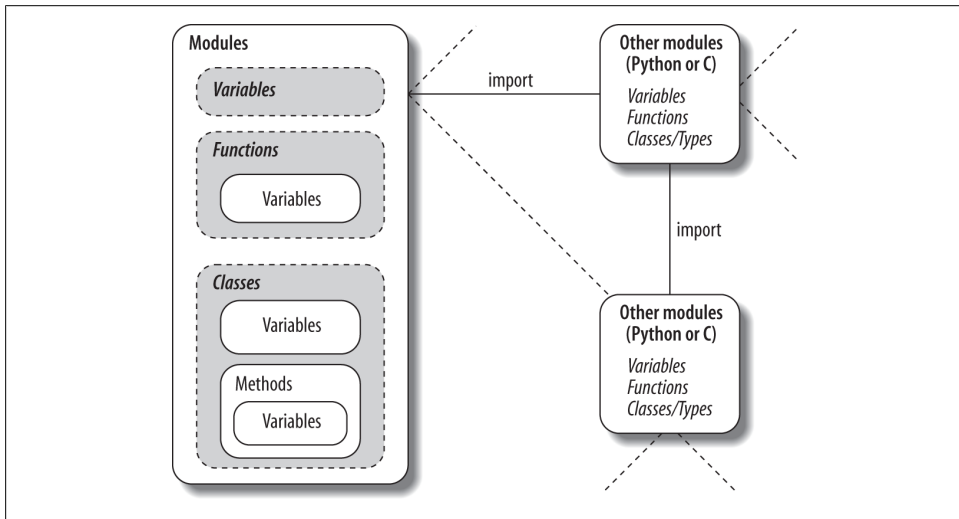 Modules
Variables
Functions
Variables
Classes
Variables
Methods
Variables
import
Other modules
(Python or C)
Variables
Functions
Classes/Types
import
Other modules
(Python or C)
Variables
Functions
Classes/Types